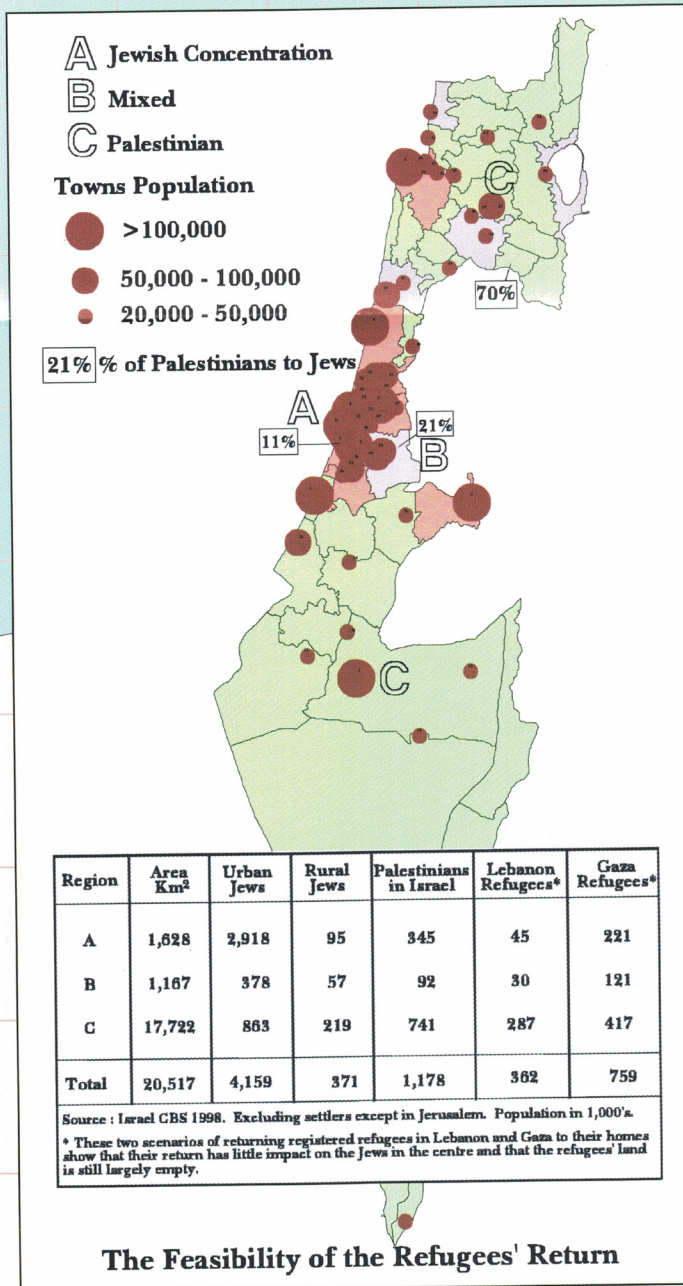 A Jewish Concentration
B Mixed
C Palestinian
Towns Population
>100,000
50,000 - 100,000
20,000 - 50,000
21% % of Palestinians to Jews
C
70%
A
11%
21%
B
C
Region Area Km² Urban Jews Rural Jews Palestinians in Israel Lebanon Refugees* Gaza Refugees*
A 1,628 2,918 95 345 45 221
B 1,167 378 57 92 30 121
C 17,722 863 219 741 287 417
Total 20,517 4,159 371 1,178 362 759
Source : Israel CBS 1998. Excluding settlers except in Jerusalem. Population in 1,000's.
* These two scenarios of returning registered refugees in Lebanon and Gaza to their homes
show that their return has little impact on the Jews in the centre and that the refugees' land
is still largely empty.
The Feasibility of the Refugees' Return